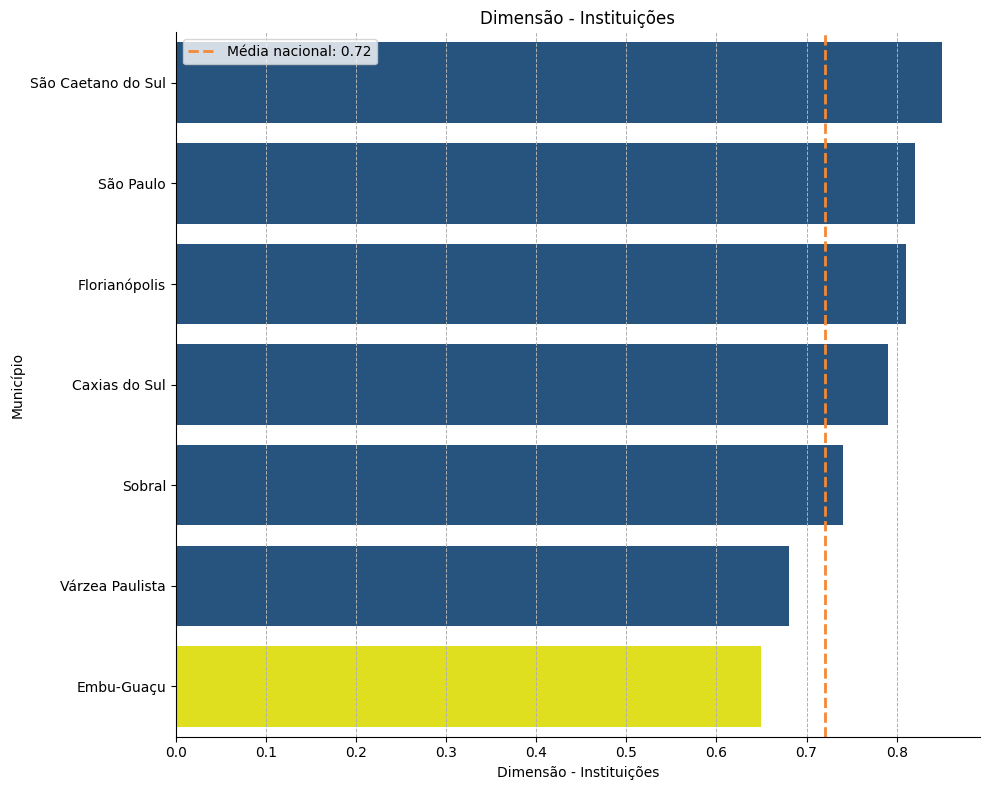 Dimensão - Instituições
Média nacional: 0.72
São Caetano do Sul
São Paulo
Florianópolis
Caxias do Sul
Sobral
Várzea Paulista
Embu-Guaçu
Município
0.0 0.1 0.2 0.3 0.4 0.5 0.6 0.7 0.8
Dimensão - Instituições